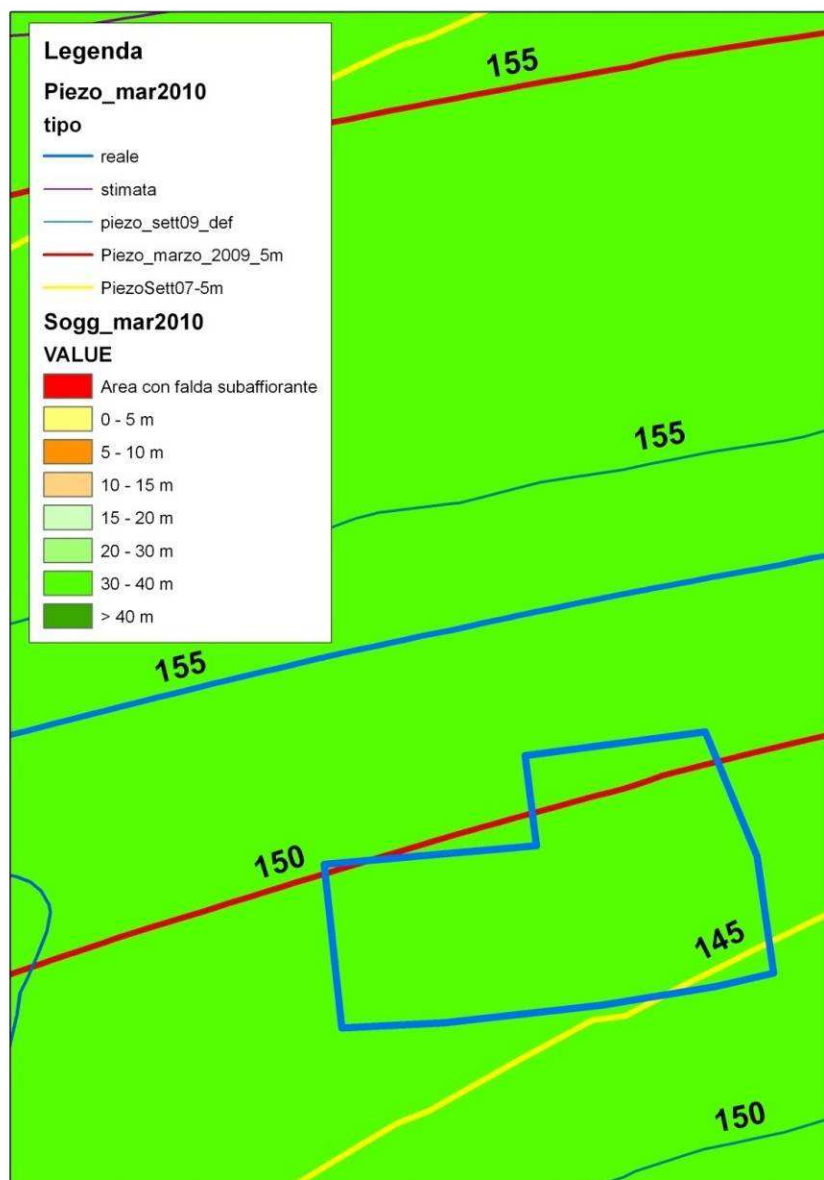 Legenda
Piezo_mar2010
tipo
reale
stimata
piezo_sett09_def
Piezo_marzo_2009_5m
PiezoSett07-5m
Sogg_mar2010
VALUE
Area con falda subaffiorante
0 - 5 m
5 - 10 m
10 - 15 m
15 - 20 m
20 - 30 m
30 - 40 m
> 40 m
155
155
155
150
145
150